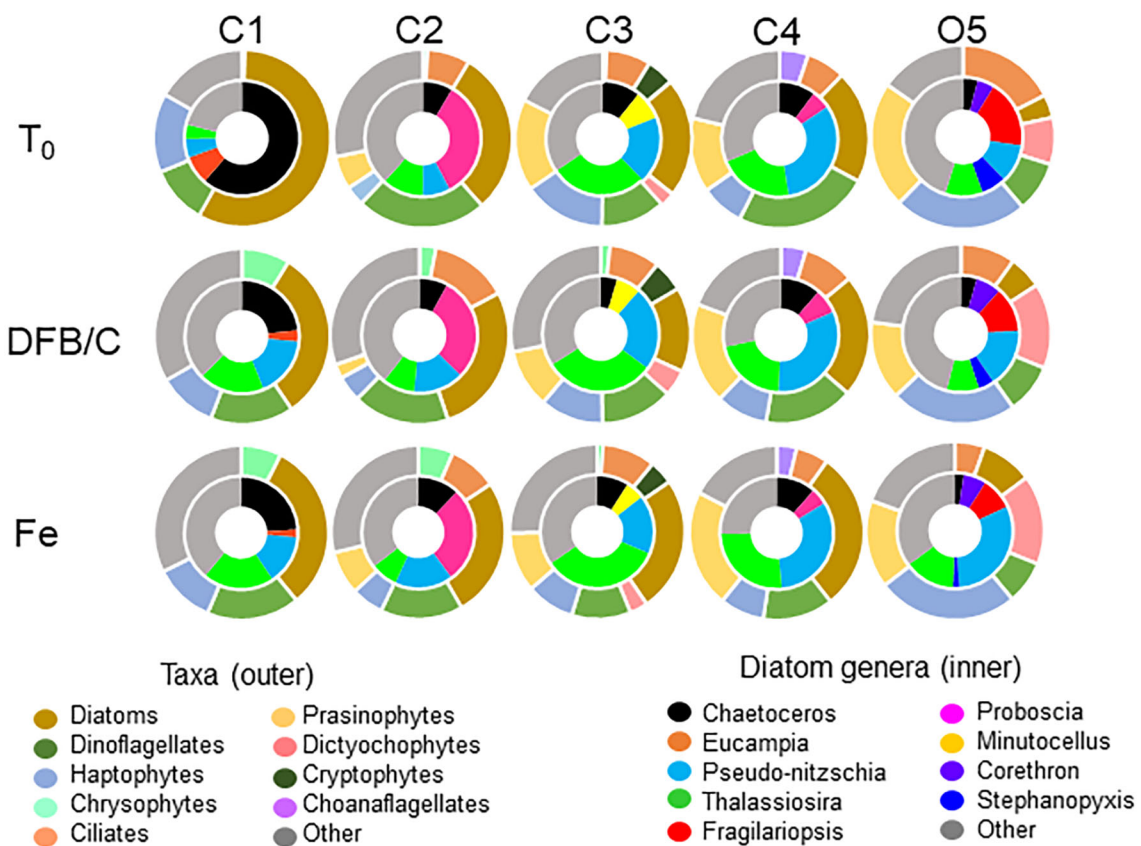 C1 C2 C3 C4 O5
T0
DFB/C
Fe
Taxa (outer)
Diatoms
Dinoflagellates
Haptophytes
Chrysophytes
Ciliates
Prasinophytes
Dictyochophytes
Cryptophytes
Choanaflagellates
Other
Diatom genera (inner)
Chaetoceros
Eucampia
Pseudo-nitzschia
Thalassiosira
Fragilariopsis
Proboscia
Minutocellus
Corethron
Stephanopyxis
Other